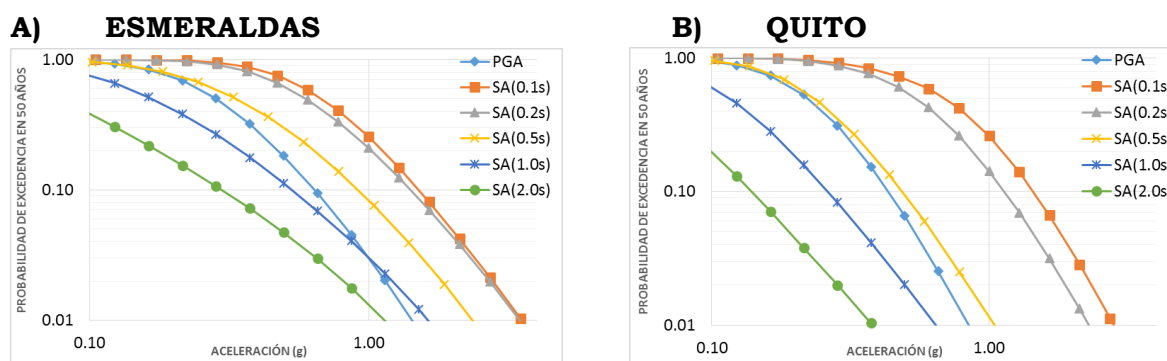 A) ESMERALDAS
PROBABILIDAD DE EXCEDENCIA EN 50 AÑOS
1.00
0.10
0.01
0.10
1.00
ACELERACIÓN (g)
PGA
SA(0.1s)
SA(0.2s)
SA(0.5s)
SA(1.0s)
SA(2.0s)
B) QUITO
PROBABILIDAD DE EXCEDENCIA EN 50 AÑOS
1.00
0.10
0.01
0.10
1.00
ACELERACIÓN (g)
PGA
SA(0.1s)
SA(0.2s)
SA(0.5s)
SA(1.0s)
SA(2.0s)